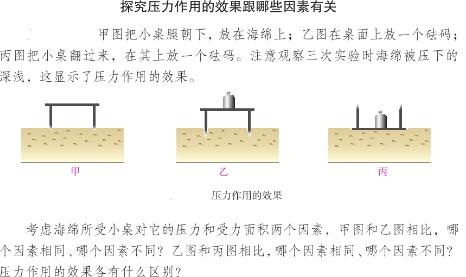 探究压力作用的效果跟哪些因素有关
甲图把小桌腿朝下，放在海绵上；乙图在桌面上放一个砝码；
丙图把小桌翻过来，在其上放一个砝码。注意观察三次实验时海绵被压下的
深浅，这显示了压力作用的效果。
甲 乙 丙
压力作用的效果
考虑海绵所受小桌对它的压力和受力面积两个因素，甲图和乙图相比，哪
个因素相同、哪个因素不同？乙图和丙图相比，哪个因素相同、哪个因素不同？
压力作用的效果各有什么区别？